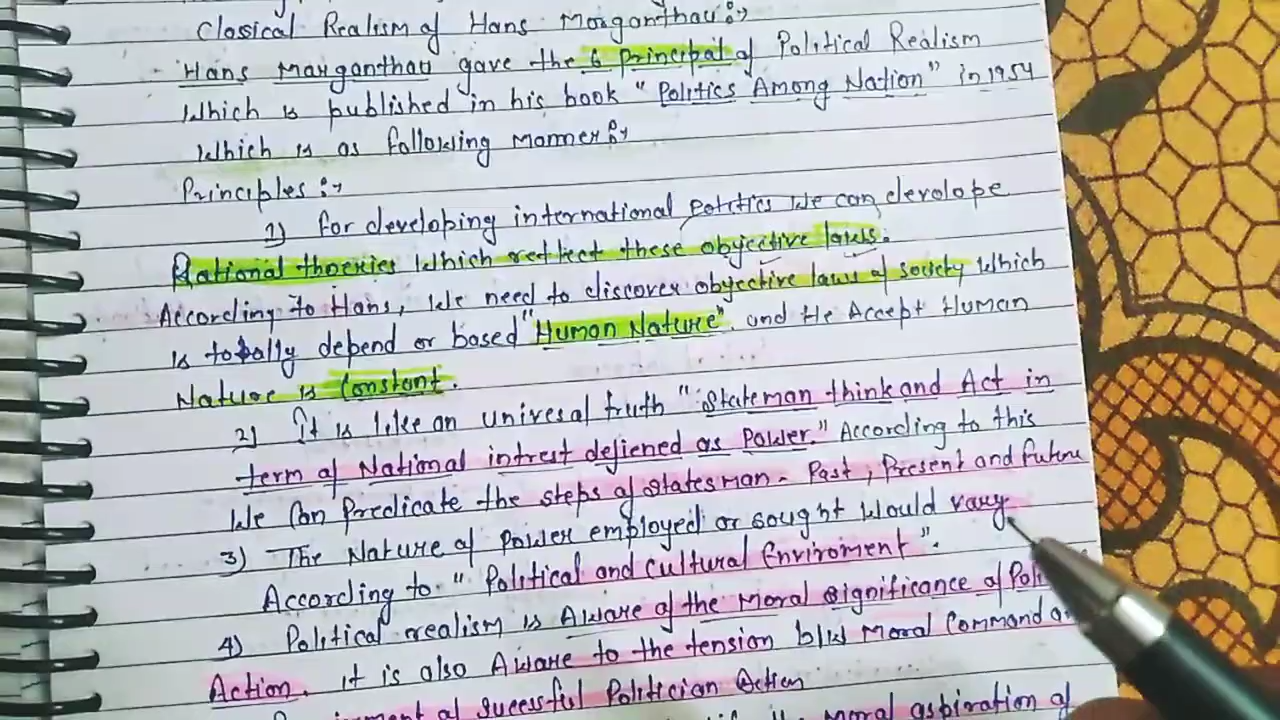 Classical Realism of Hans Morganthau:→
Hans Morganthau gave the 6 Principal of Political Realism
Which is published in his book "Politics Among Nation" in 1954
Which is as following manner:→
Principles:→
1) for developing international politics we can develope
Rational thoeries which reflect these objective laws.
According to Hans, We need to discover objective laws of society which
is totally depend or based "Human Nature" and He Accept Human
Nature is Constant.
2) It is like an univesal truth "Stateman think and Act in
term of National intrest defiened as Power." According to this
We Can Predicate the steps of statesman - Past, Present and future
3) The Nature of Power employed or sought would vary
According to "Political and cultural Enviroment".
4) Political realism is Aware of the Moral significance of
Action. it is also Aware to the tension b/w Moral Command
of sucessful Politician Action
moral aspiration of